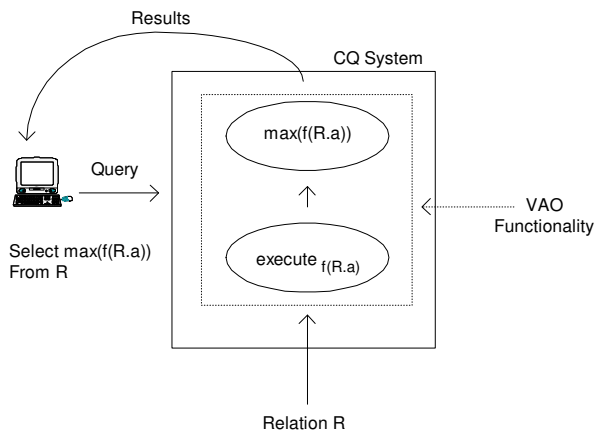 Results
CQ System
max(f(R.a))
Query
VAO
Functionality
Select max(f(R.a))
From R
execute f(R.a)
Relation R